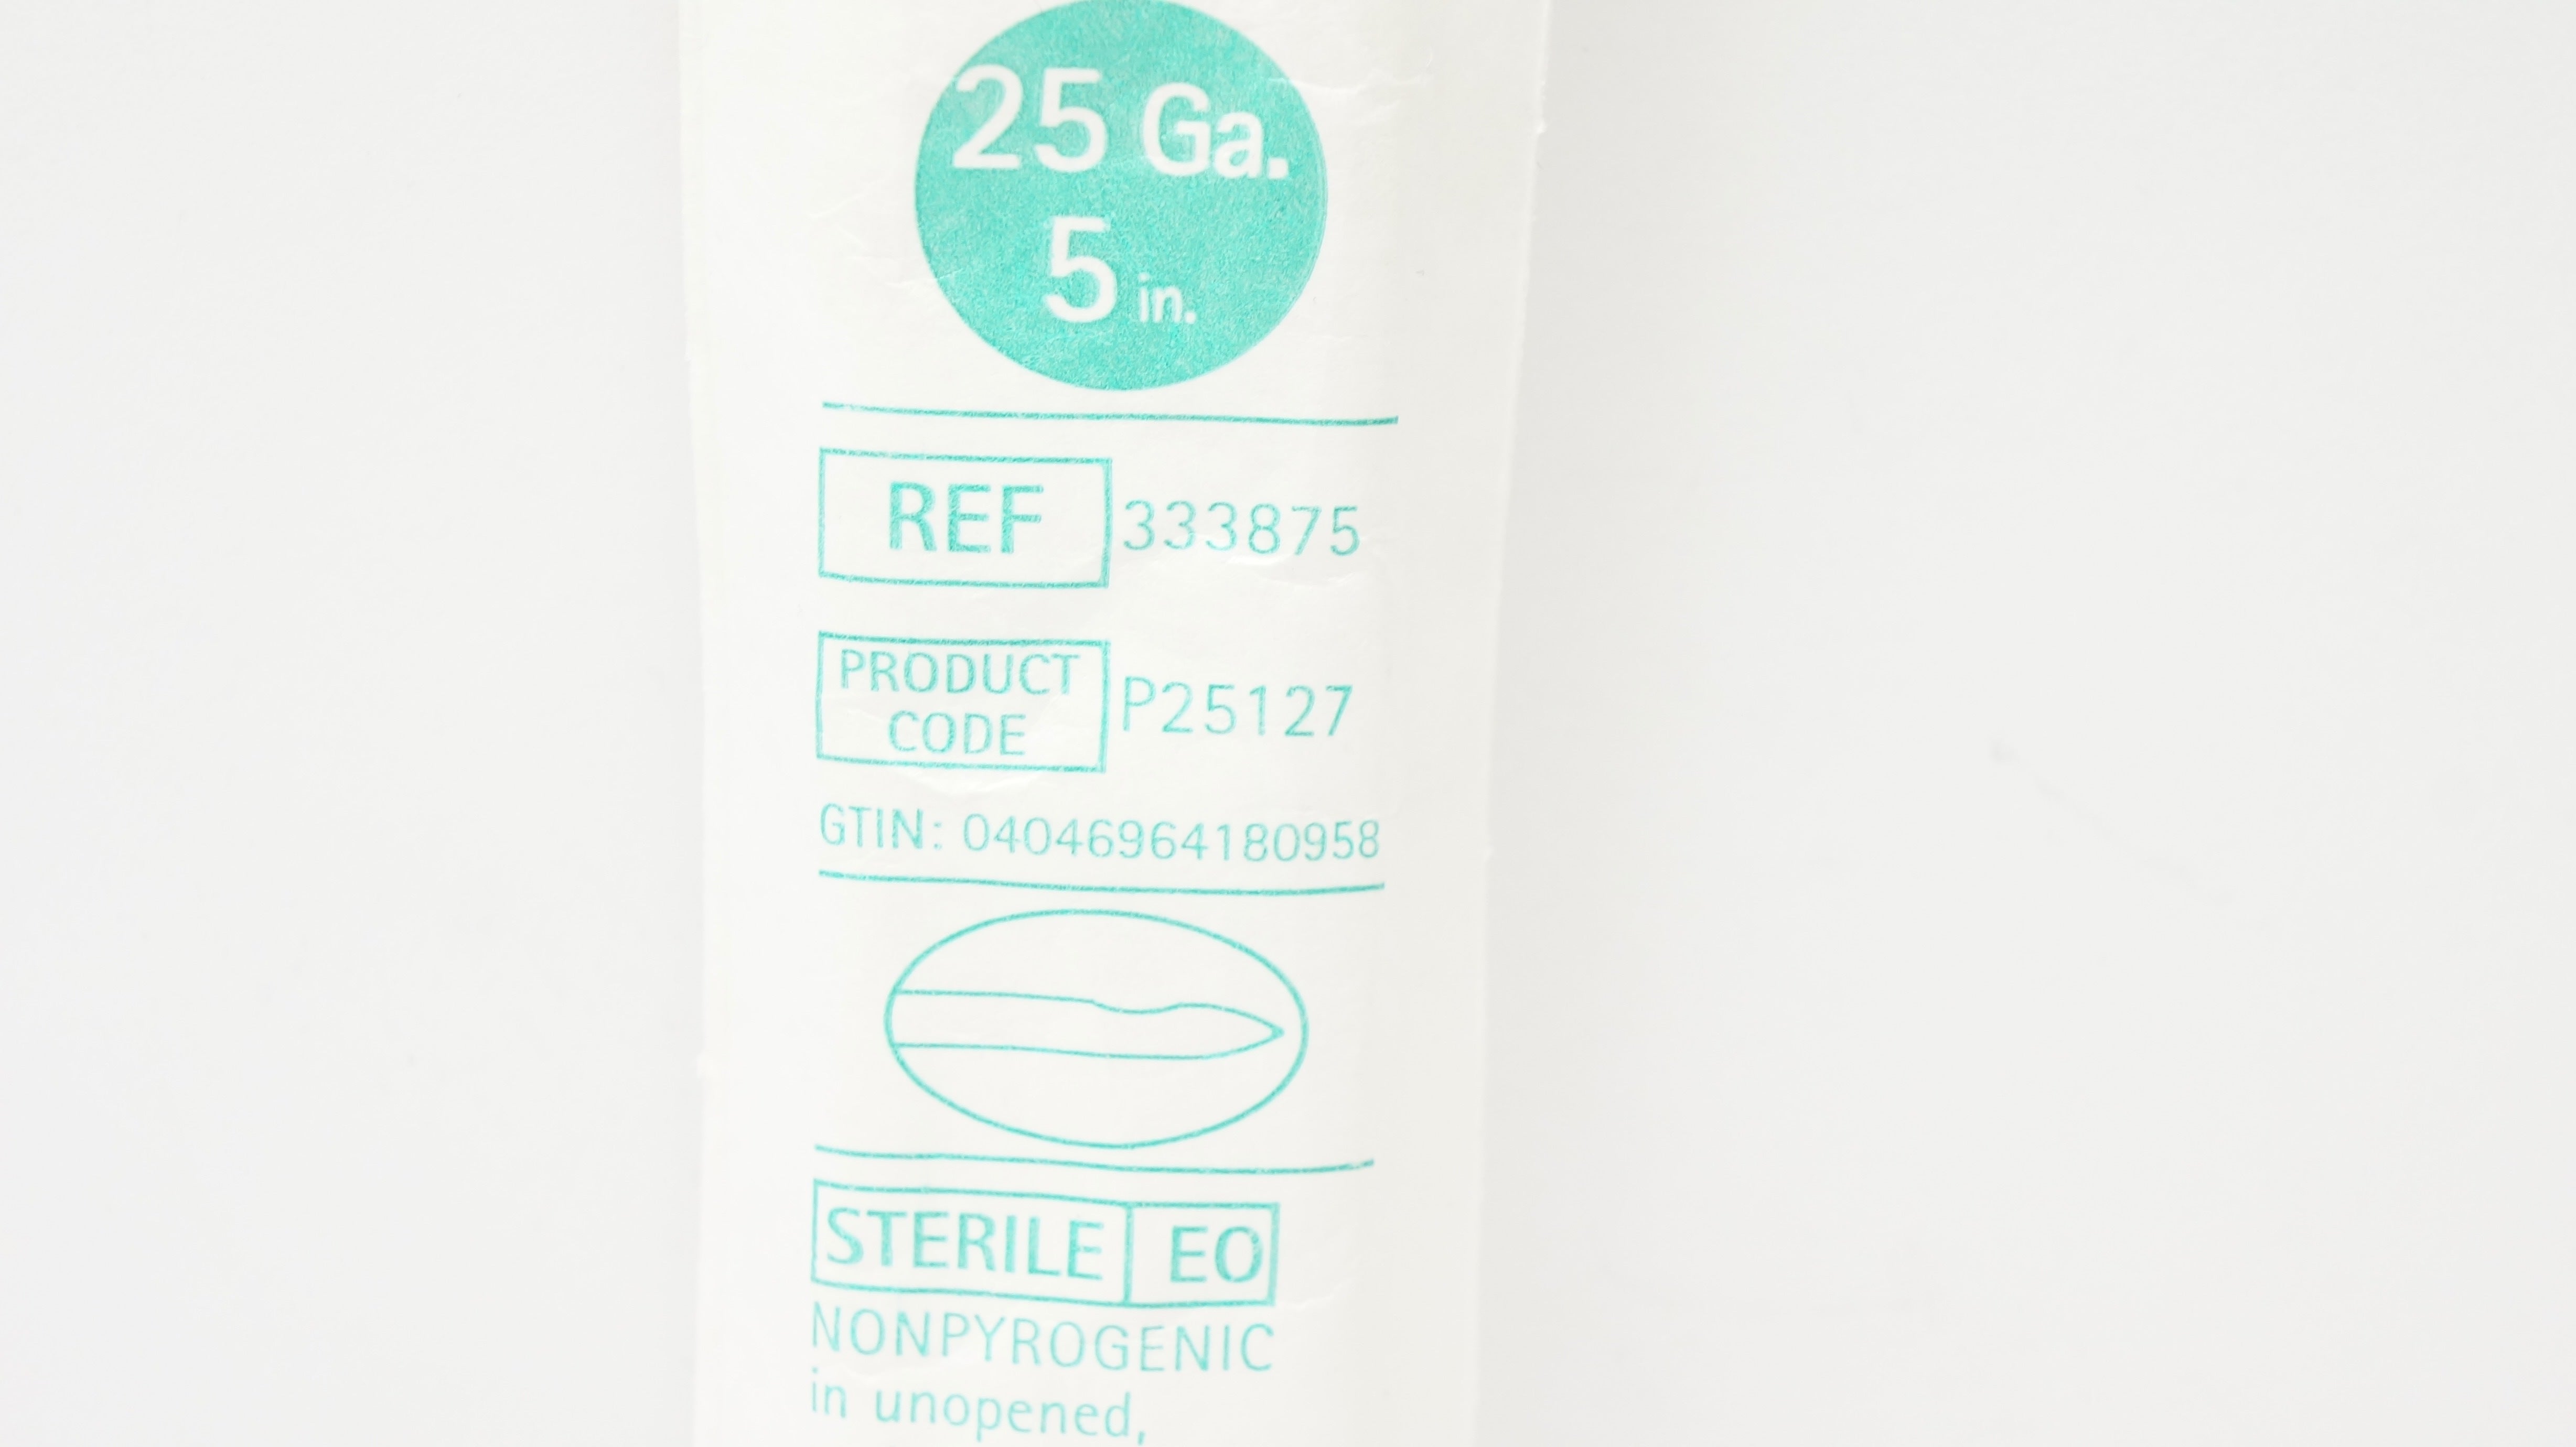 25 Ga.
5 in.
REF 333875
PRODUCT
CODE
P25127
GTIN: 04046964180958
STERILE EO
NONPYROGENIC
in unopened,